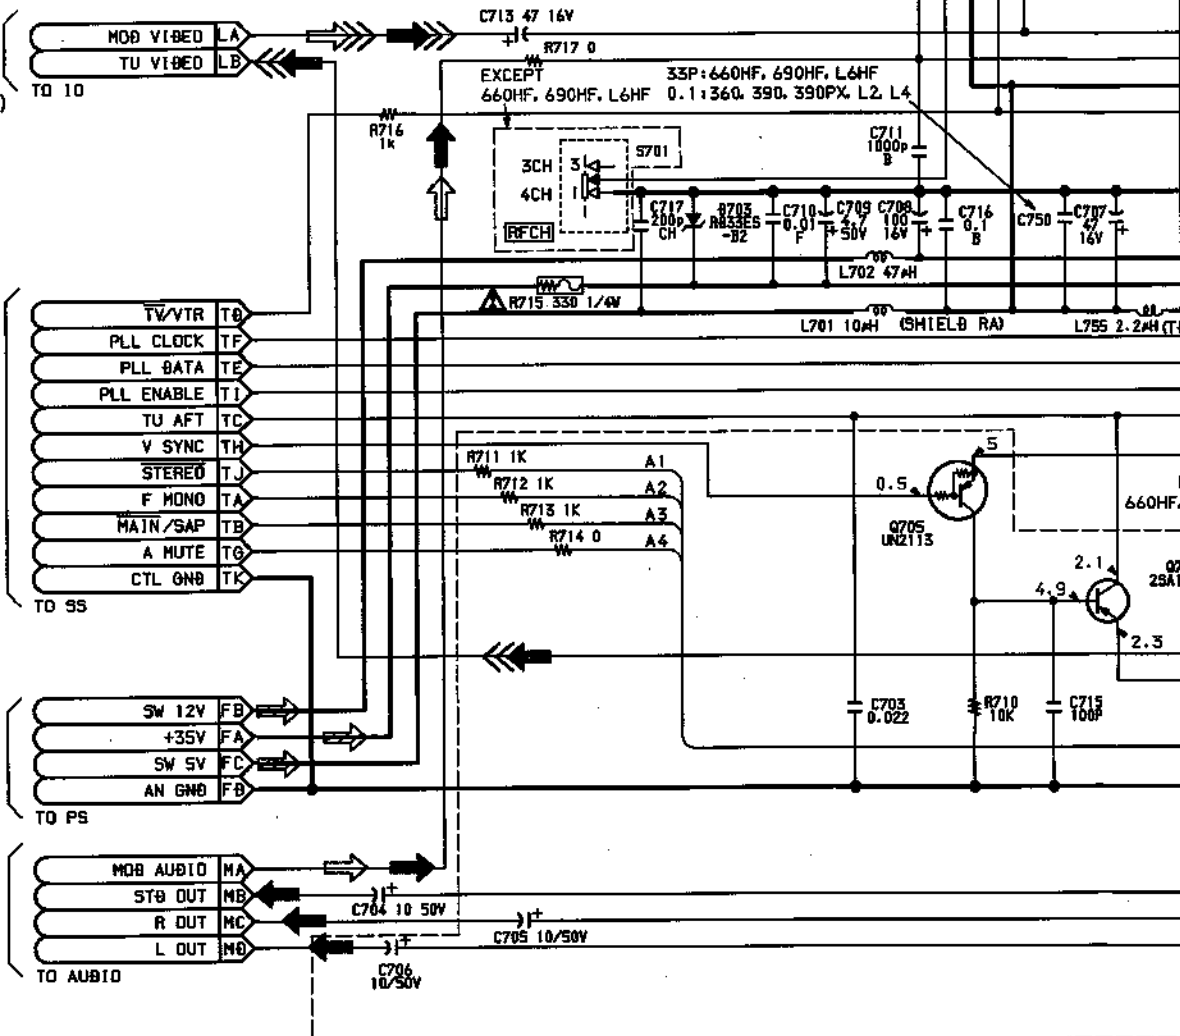 C713 47 16V
MOD VIDEO LA
TU VIDEO LB
TO IO
R717 0
EXCEPT
660HF, 690HF, L6HF
33P:660HF, 690HF, L6HF
0.1:360, 390, 390PX, L2, L4
R716
1k
C711
1000p
B
3CH 3
4CH 1
S701
RFCH
C717
200p
CH
D703
RD33ES
-B2
C710
0.01
F
C709
4.7
50V
C708
100
16V
C716
0.1
B
C750
C707
47
16V
L702 47μH
R715 330 1/4W
L701 10μH
(SHIELD RA)
L755 2.2μH
TV/VTR TD
PLL CLOCK TF
PLL DATA TE
PLL ENABLE TI
TU AFT TC
V SYNC TH
STEREO TJ
F MONO TA
MAIN/SAP TB
A MUTE TG
CTL GND TK
TO SS
R711 1K
R712 1K
R713 1K
R714 0
A1
A2
A3
A4
5
0.5
Q705
UN2113
660HF,
2.1
4.9
2.3
Q7
2SA1
C703
0.022
R710
10K
C715
100P
SW 12V FB
+35V FA
SW 5V FC
AN GND FD
TO PS
MOD AUDIO MA
STD OUT MB
R OUT MC
L OUT MD
TO AUDIO
C704 10 50V
C705 10/50V
C706
10/50V